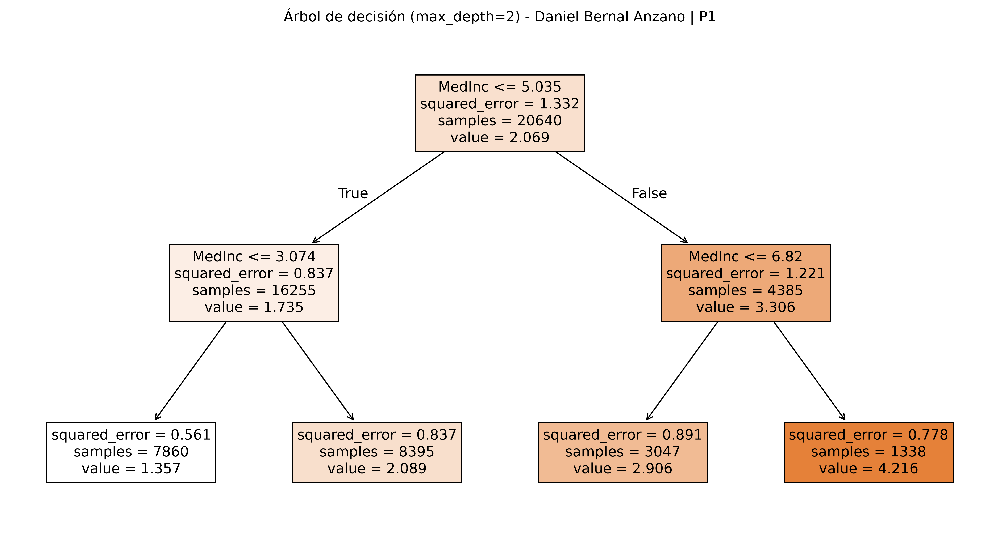 Árbol de decisión (max_depth=2) - Daniel Bernal Anzano | P1
MedInc <= 5.035
squared_error = 1.332
samples = 20640
value = 2.069
True
False
MedInc <= 3.074
squared_error = 0.837
samples = 16255
value = 1.735
MedInc <= 6.82
squared_error = 1.221
samples = 4385
value = 3.306
squared_error = 0.561
samples = 7860
value = 1.357
squared_error = 0.837
samples = 8395
value = 2.089
squared_error = 0.891
samples = 3047
value = 2.906
squared_error = 0.778
samples = 1338
value = 4.216